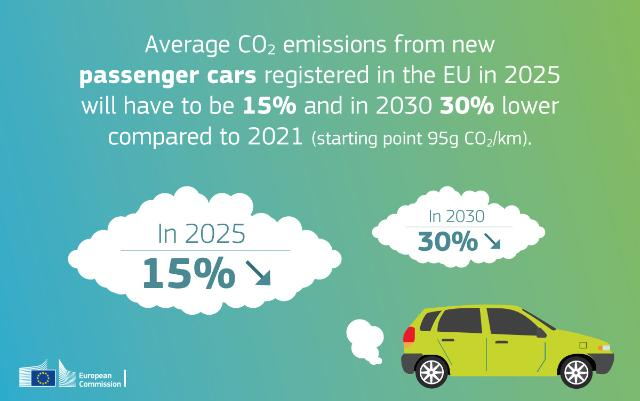 Average CO₂ emissions from new
passenger cars registered in the EU in 2025
will have to be 15% and in 2030 30% lower
compared to 2021 (starting point 95g CO₂/km).
In 2025
15%↘
In 2030
30%↘
European
Commission